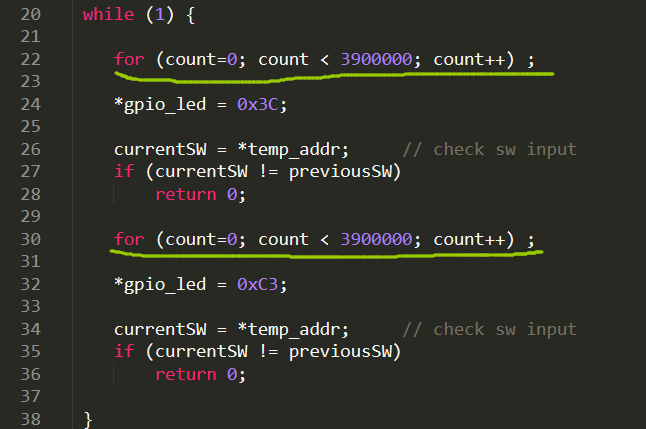 20 while (1) {
21
22 for (count=0; count < 3900000; count++) ;
23
24 *gpio_led = 0x3C;
25
26 currentSW = *temp_addr; // check sw input
27 if (currentSW != previousSW)
28 return 0;
29
30 for (count=0; count < 3900000; count++) ;
31
32 *gpio_led = 0xC3;
33
34 currentSW = *temp_addr; // check sw input
35 if (currentSW != previousSW)
36 return 0;
37
38 }